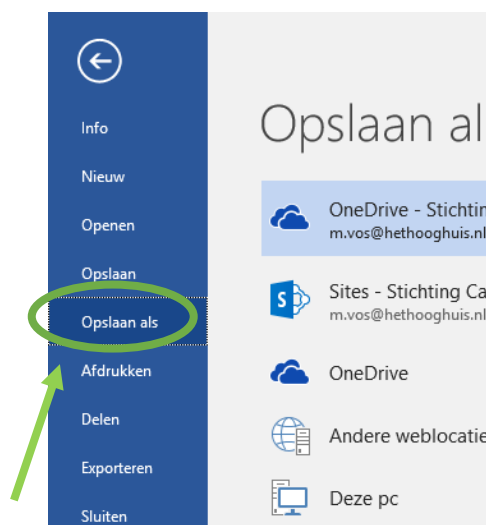 Info
Nieuw
Openen
Opslaan
Opslaan als
Afdrukken
Delen
Exporteren
Sluiten
Opslaan al
OneDrive - Stichtin
m.vos@hethooghuis.nl
Sites - Stichting Ca
m.vos@hethooghuis.nl
OneDrive
Andere weblocatie
Deze pc